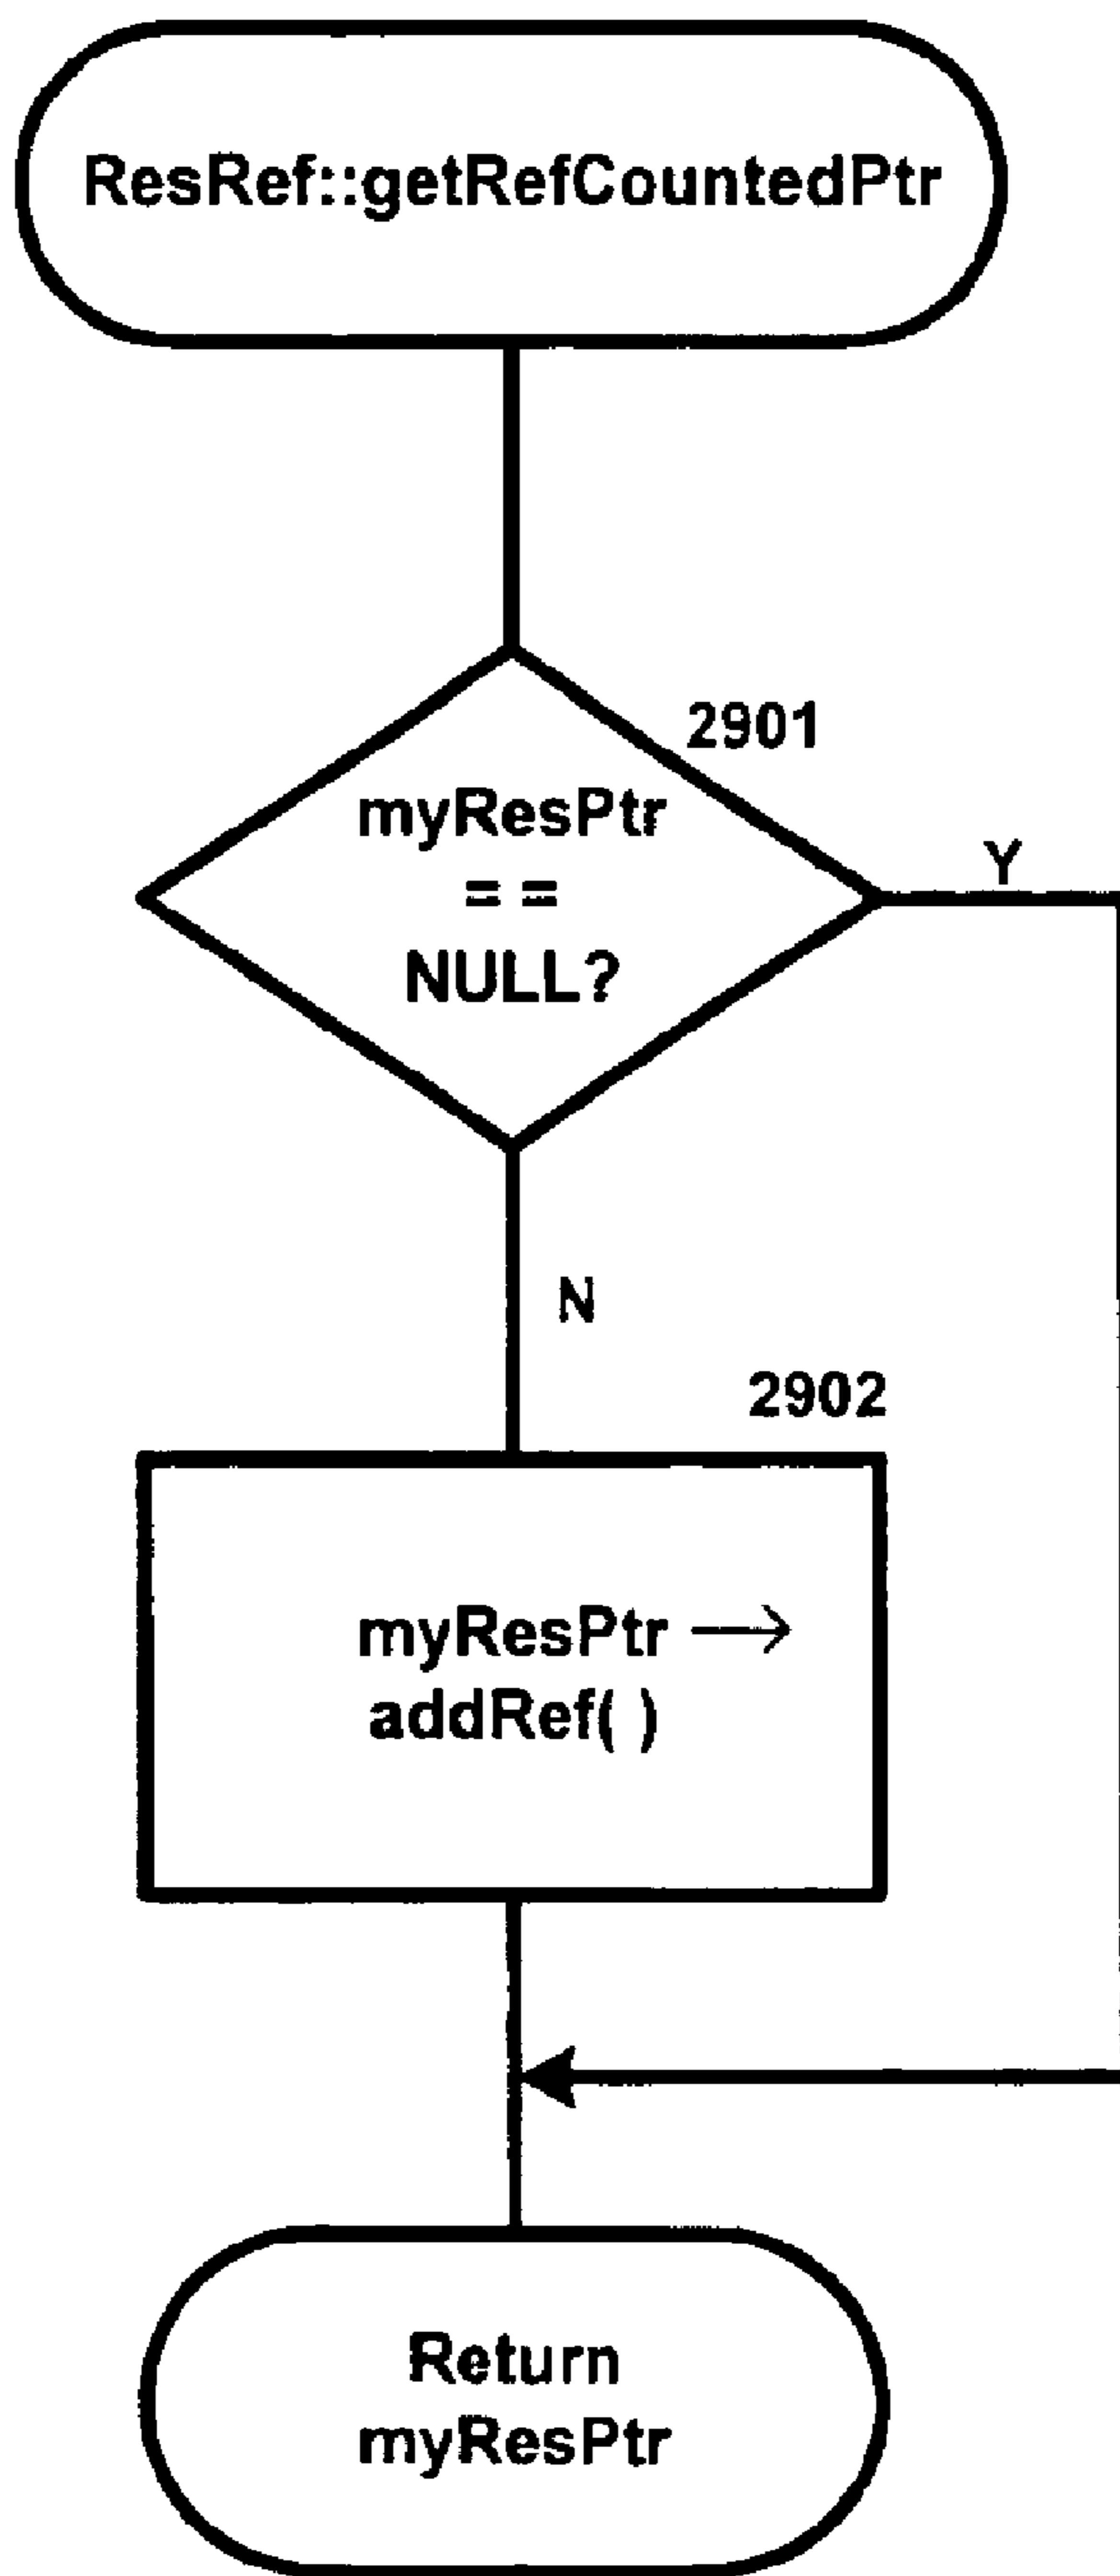 ResRef::getRefCountedPtr
2901
myResPtr
= =
NULL?
Y
N
2902
myResPtr →
addRef( )
Return
myResPtr